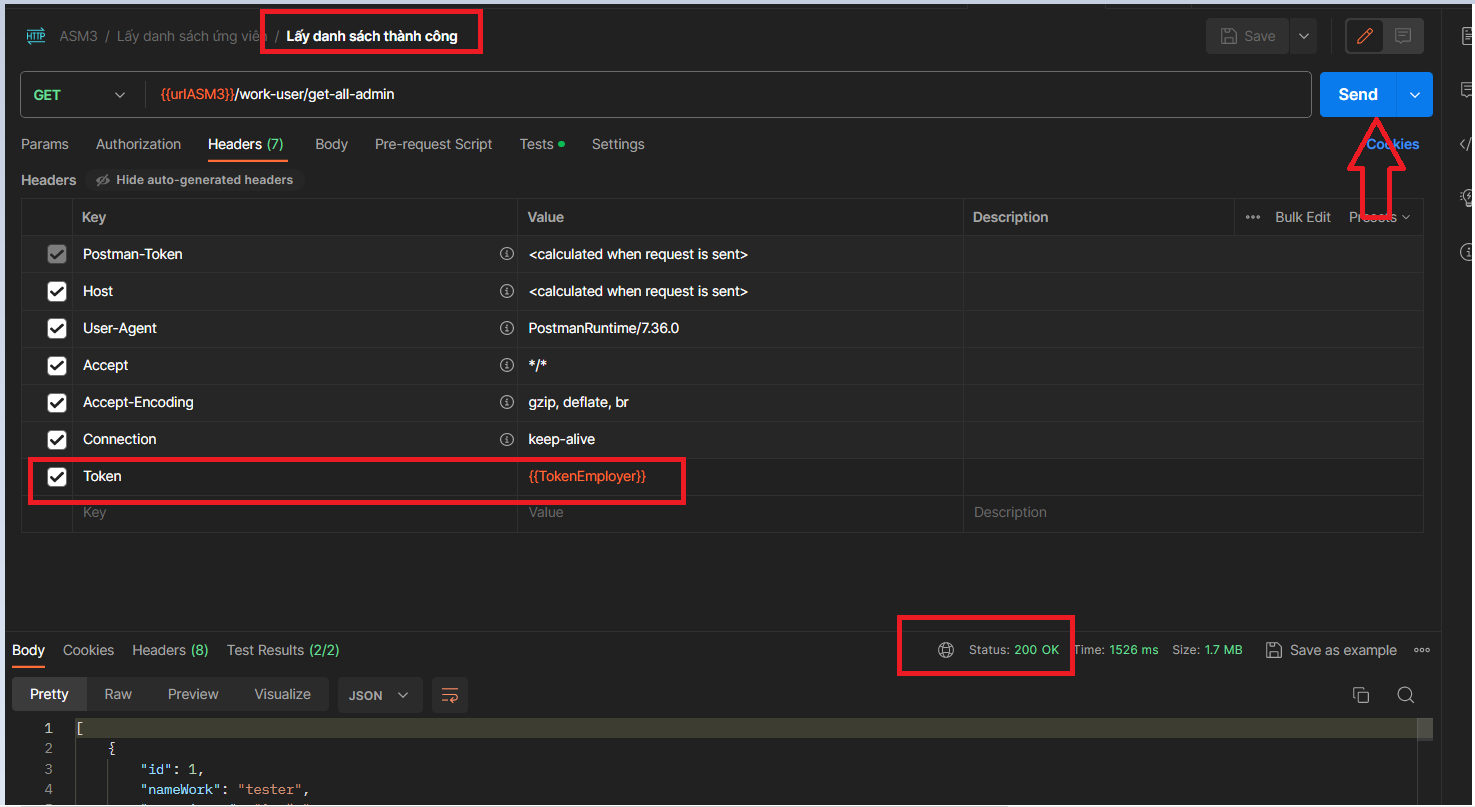 HTTP ASM3 / Lấy danh sách ứng viên / Lấy danh sách thành công Save
GET {{urlASM3}}/work-user/get-all-admin Send
Params Authorization Headers (7) Body Pre-request Script Tests Settings Cookies
Headers Hide auto-generated headers
Key Value Description Bulk Edit Presets
Postman-Token <calculated when request is sent>
Host <calculated when request is sent>
User-Agent PostmanRuntime/7.36.0
Accept */*
Accept-Encoding gzip, deflate, br
Connection keep-alive
Token {{TokenEmployer}}
Key Value Description
Body Cookies Headers (8) Test Results (2/2) Status: 200 OK Time: 1526 ms Size: 1.7 MB Save as example
Pretty Raw Preview Visualize JSON
1 [
2 {
3 "id": 1,
4 "nameWork": "tester",